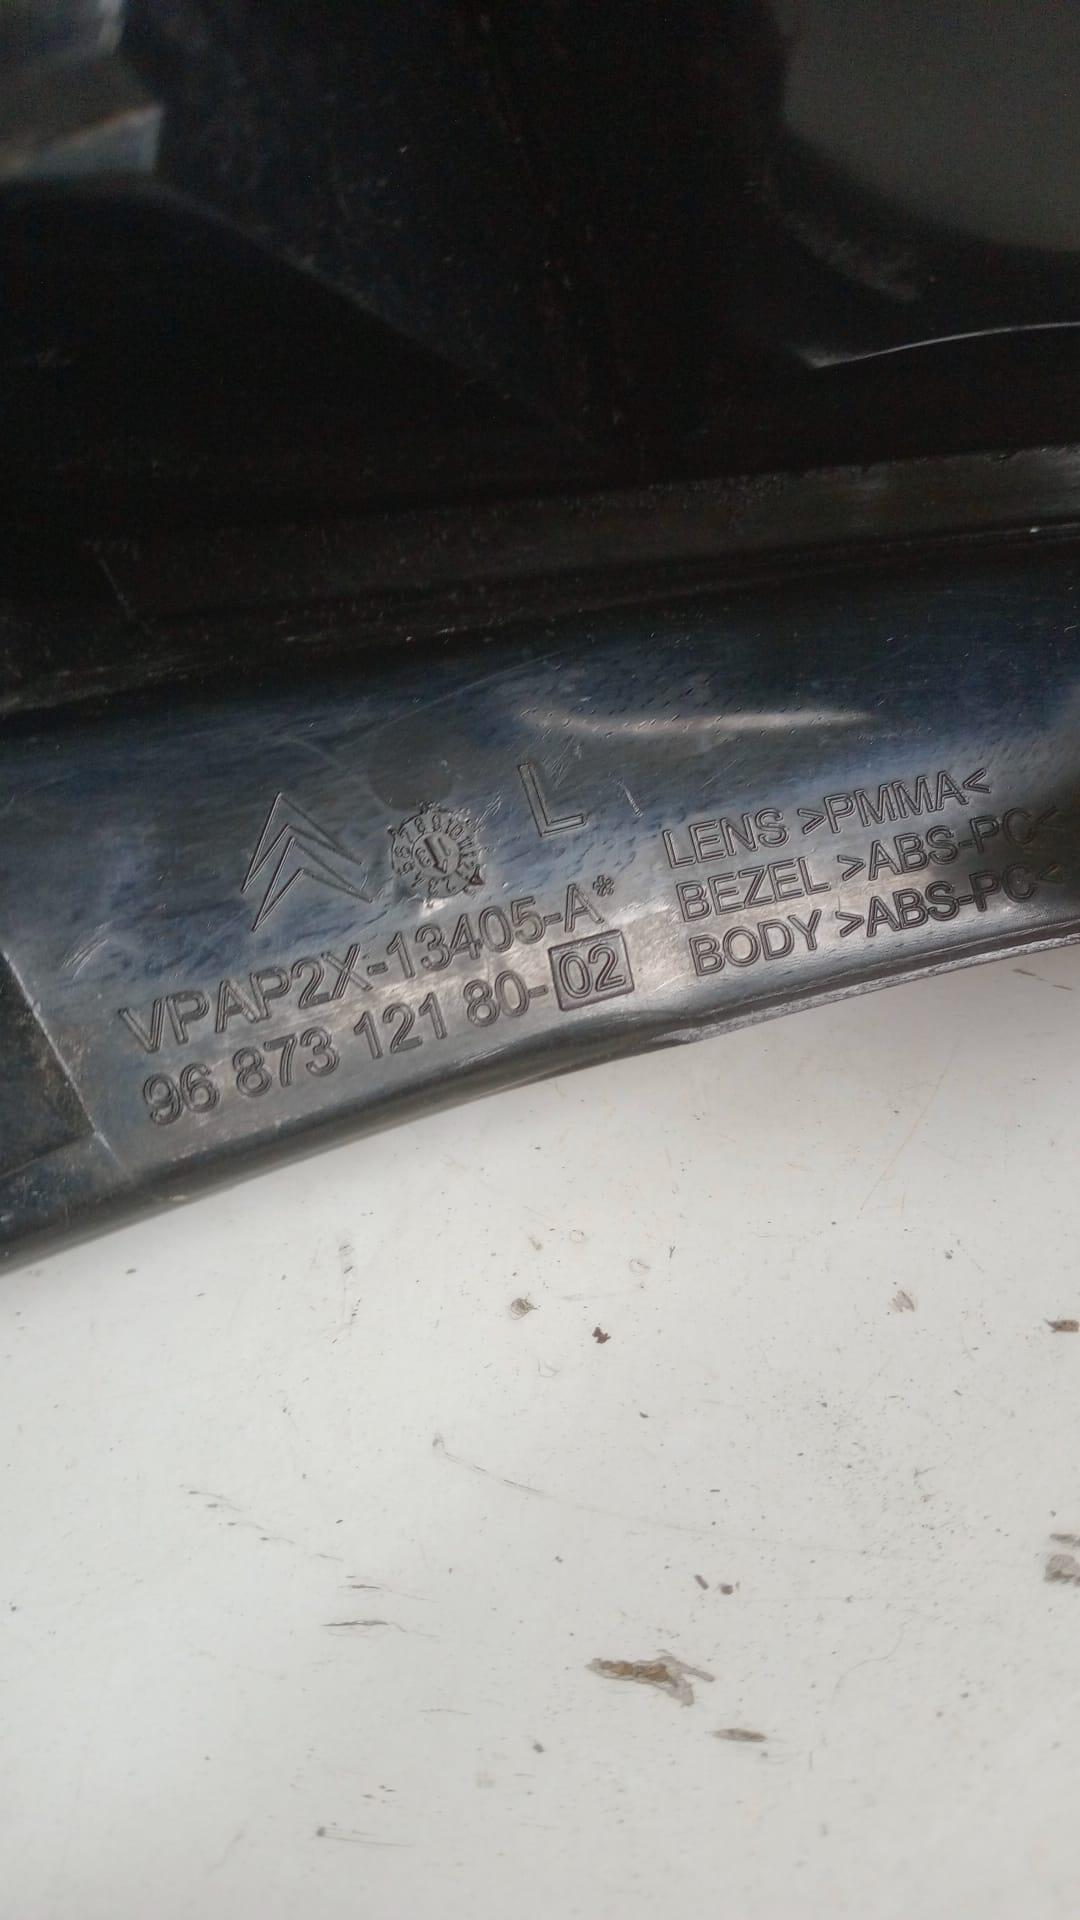 L
VPAP2X-13405-A*
96 873 121 80-02
LENS >PMMA<
BEZEL >ABS-PC<
BODY >ABS-PC<